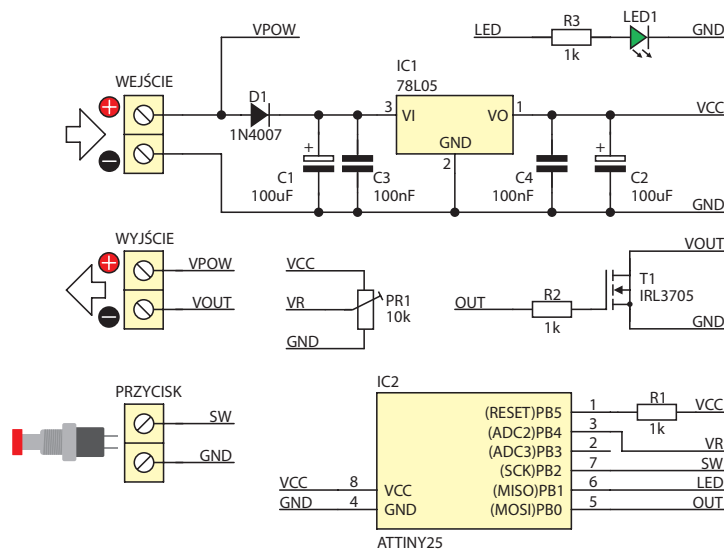 VPOW
LED
R3
1k
LED1
GND
WEJŚCIE
+
−
D1
1N4007
IC1
78L05
3
VI
VO
1
GND
2
VCC
+
C1
100uF
C3
100nF
C4
100nF
+
C2
100uF
GND
WYJŚCIE
+
−
VPOW
VOUT
VCC
VR
GND
PR1
10k
OUT
R2
1k
VOUT
T1
IRL3705
GND
PRZYCISK
SW
GND
IC2
VCC
8
VCC
GND
4
GND
(RESET)PB5
1
R1
1k
VCC
(ADC2)PB4
3
(ADC3)PB3
2
VR
(SCK)PB2
7
SW
(MISO)PB1
6
LED
(MOSI)PB0
5
OUT
ATTINY25